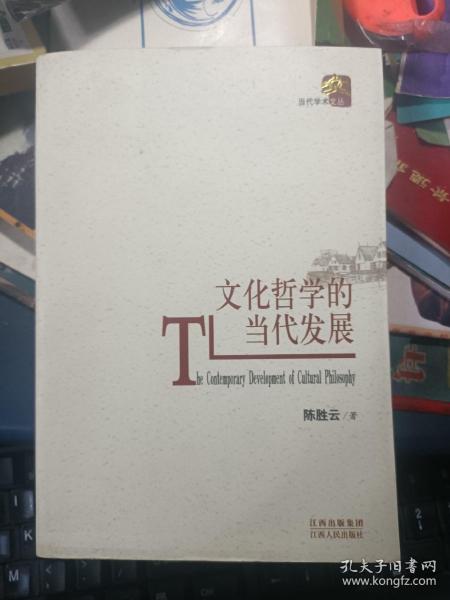 当代学术文丛
文化哲学的
当代发展
The Contemporary Development of Cultural Philosophy
陈胜云/著
江西出版集团
江西人民出版社
孔夫子旧书网
www.kongfz.com